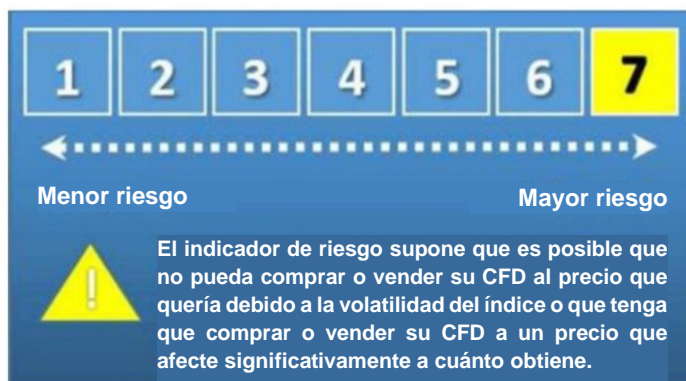 1 2 3 4 5 6 7
Menor riesgo Mayor riesgo
!
El indicador de riesgo supone que es posible que
no pueda comprar o vender su CFD al precio que
quería debido a la volatilidad del índice o que tenga
que comprar o vender su CFD a un precio que
afecte significativamente a cuánto obtiene.